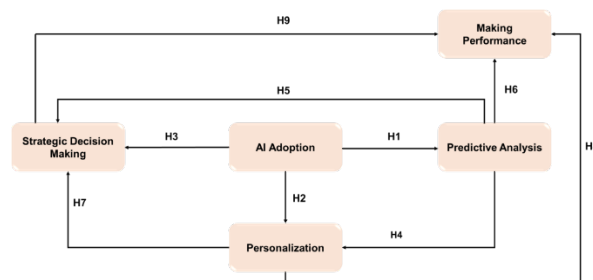 H9
Making
Performance
H5
H6
Strategic Decision
Making
H3
AI Adoption
H1
Predictive Analysis
H
H7
H2
H4
Personalization